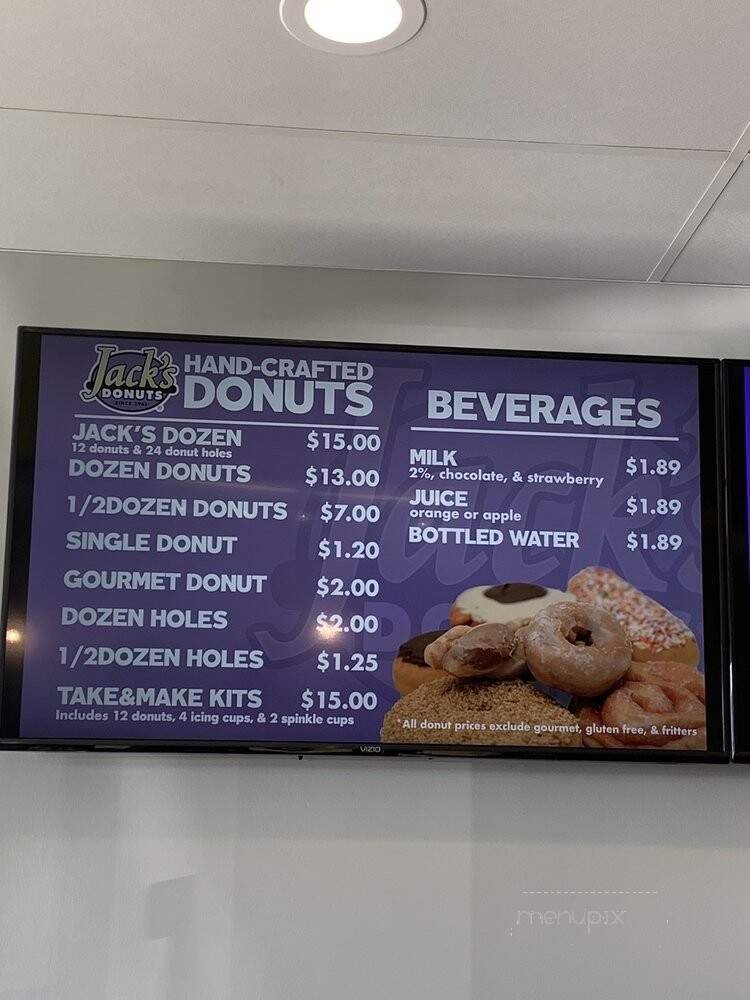 Jack's
DONUTS
SINCE 1961
HAND-CRAFTED
DONUTS
JACK'S DOZEN $15.00
12 donuts & 24 donut holes
DOZEN DONUTS $13.00
1/2DOZEN DONUTS $7.00
SINGLE DONUT $1.20
GOURMET DONUT $2.00
DOZEN HOLES $2.00
1/2DOZEN HOLES $1.25
TAKE&MAKE KITS $15.00
Includes 12 donuts, 4 icing cups, & 2 spinkle cups
BEVERAGES
MILK $1.89
2%, chocolate, & strawberry
JUICE $1.89
orange or apple
BOTTLED WATER $1.89
*All donut prices exclude gourmet, gluten free, & fritters
VIZIO
menupix